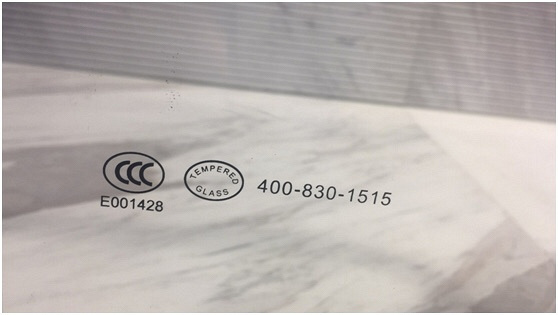 CCC
E001428
TEMPERED
GLASS
400-830-1515